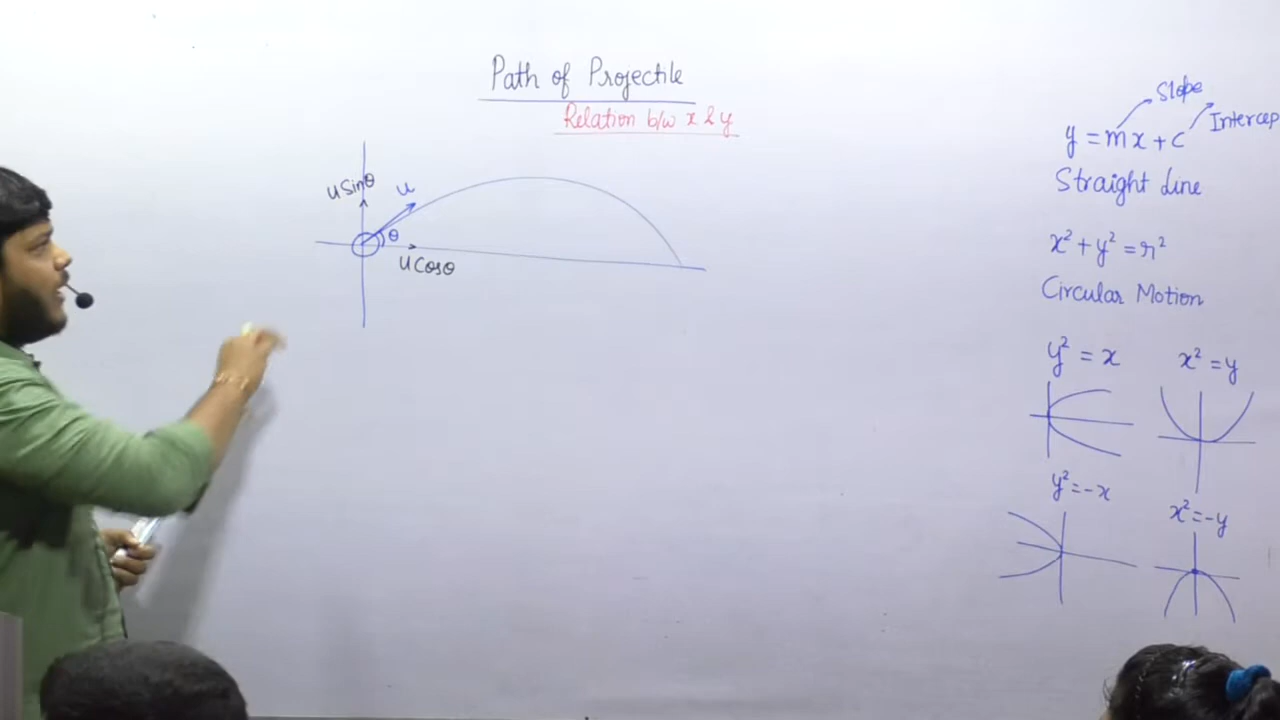 Path of Projectile
Relation b/w x & y
u Sinθ
u
θ
u Cosθ
Slope
Intercep
y = mx + c
Straight Line
x² + y² = r²
Circular Motion
y² = x
x² = y
y² = -x
x² = -y